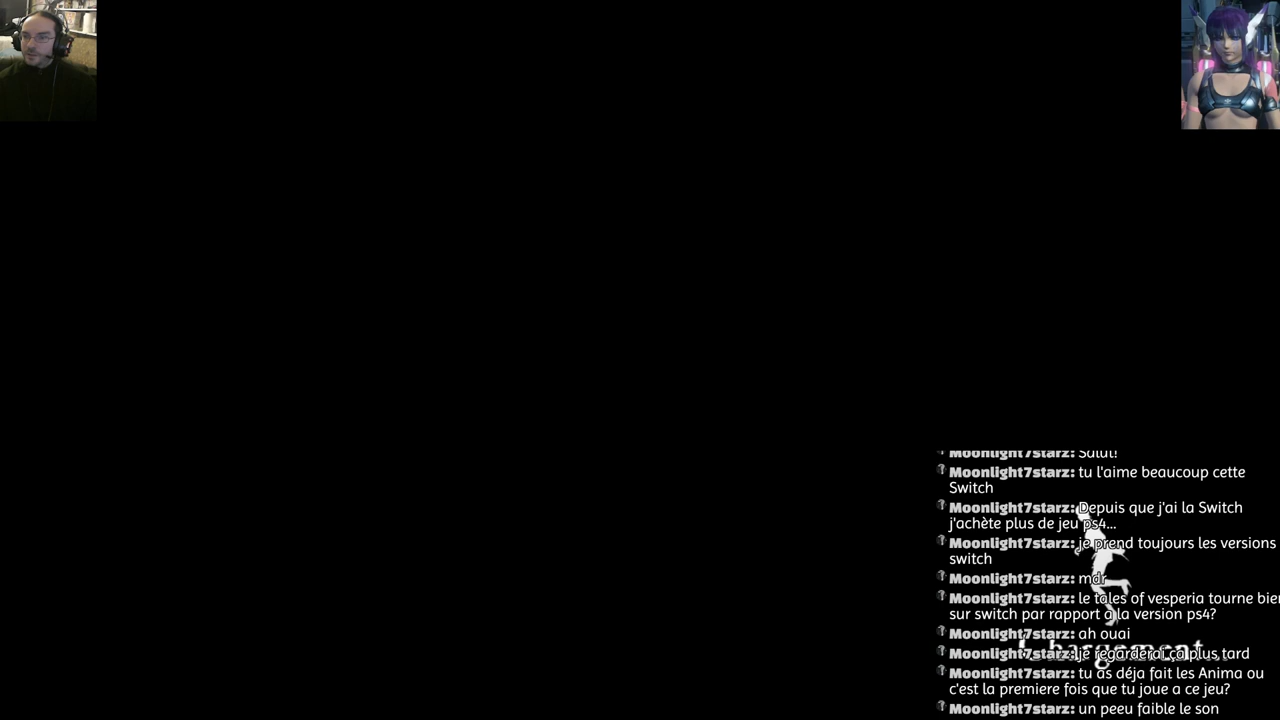 Moonlight7starz: Salut!
Moonlight7starz: tu l'aime beaucoup cette
Switch
Moonlight7starz: Depuis que j'ai la Switch
j'achète plus de jeu ps4...
Moonlight7starz: je prend toujours les versions
switch
Moonlight7starz: mdr
Moonlight7starz: le tales of vesperia tourne bien
sur switch par rapport a la version ps4?
Moonlight7starz: ah ouai
Moonlight7starz: je regarderai ça plus tard
Chargement...
Moonlight7starz: tu as déja fait les Anima ou
c'est la premiere fois que tu joue a ce jeu?
Moonlight7starz: un peeu faible le son